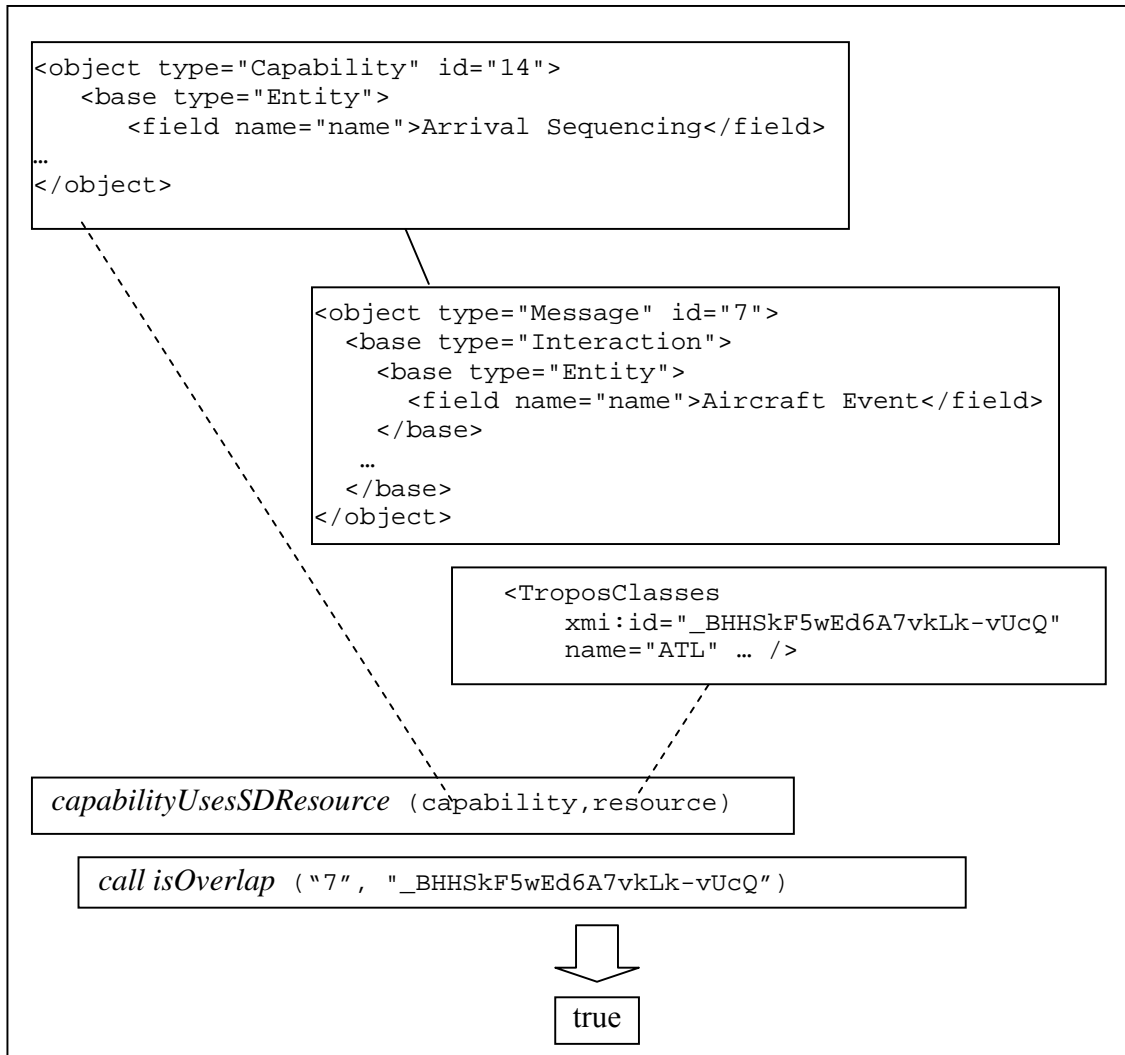 <object type="Capability" id="14">
<base type="Entity">
<field name="name">Arrival Sequencing</field>
…
</object>
<object type="Message" id="7">
<base type="Interaction">
<base type="Entity">
<field name="name">Aircraft Event</field>
</base>
…
</base>
</object>
<TroposClasses
xmi:id="_BHHSkF5wEd6A7vkLk-vUcQ"
name="ATL" … />
capabilityUsesSDResource (capability,resource)
call isOverlap (“7”, "_BHHSkF5wEd6A7vkLk-vUcQ”)
true